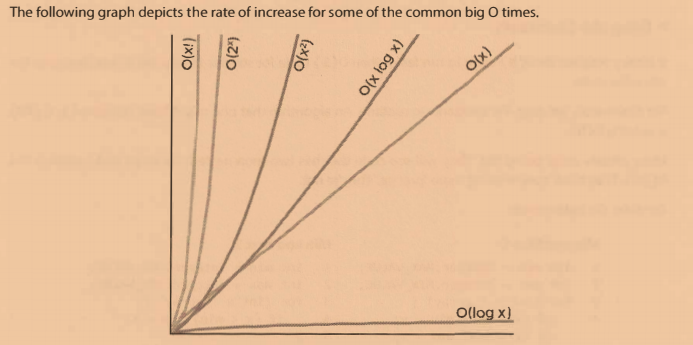 The following graph depicts the rate of increase for some of the common big O times.
O(x!)
O(2ˣ)
O(x²)
O(x log x)
O(x)
O(log x)